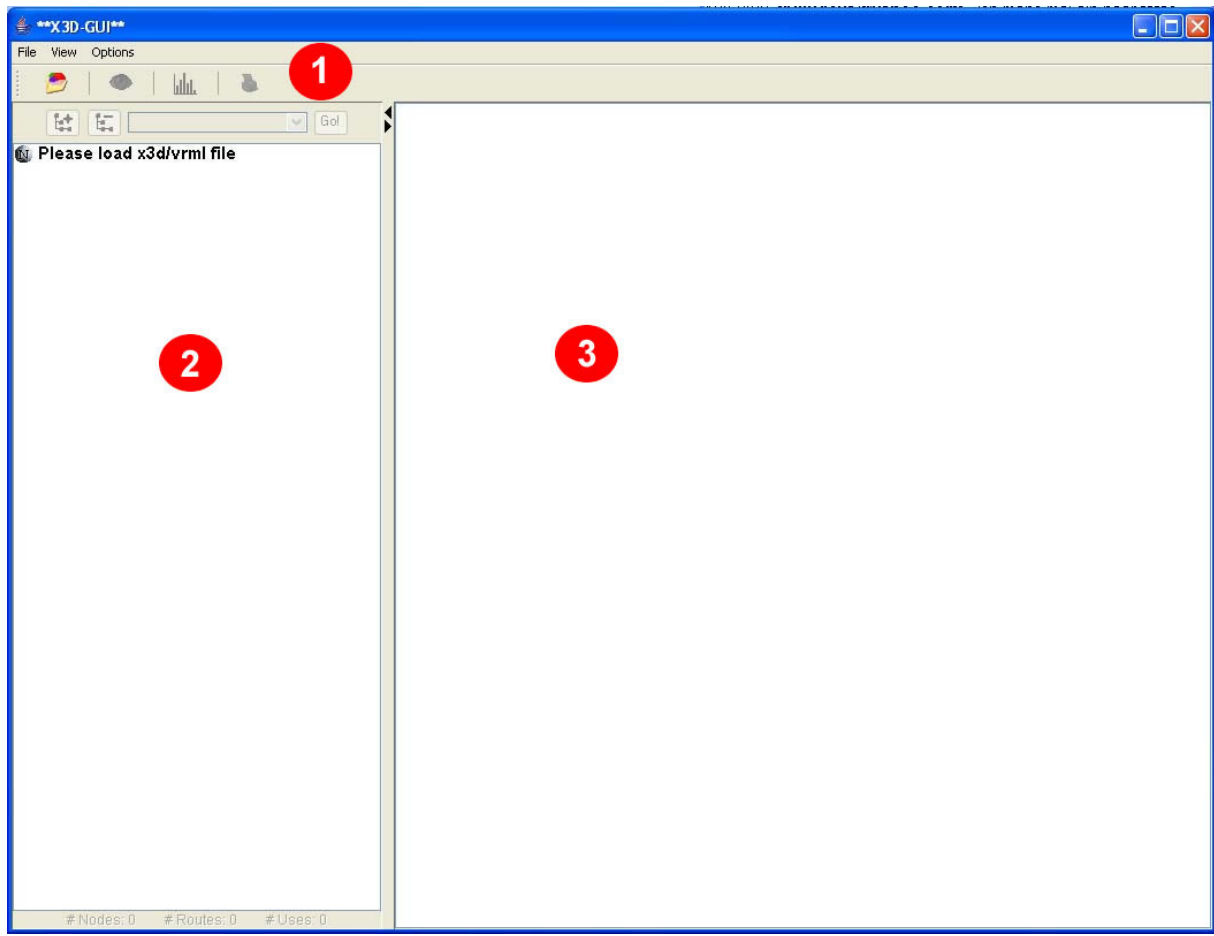 **X3D-GUI**
File View Options
1
Go!
Please load x3d/vrml file
2
3
# Nodes: 0 # Routes: 0 # Uses: 0